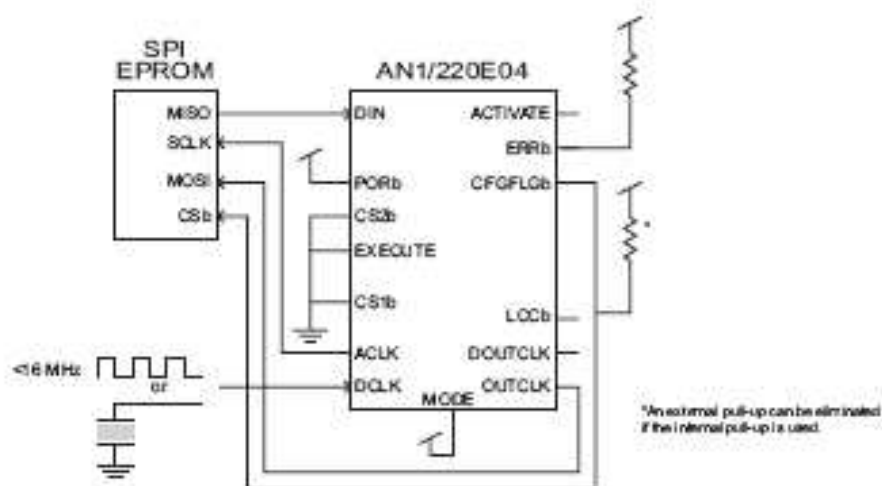 SPI
EPROM
AN1/220E04
MISO
SCLK
MOSI
CSb
DIN
PORb
CS2b
EXECUTE
CS1b
ACLK
DCLK
MODE
ACTIVATE
ERRb
CFGFLGb
*
LCCb
DOUTCLK
OUTCLK
<16 MHz
or
*An external pull-up can be eliminated
if the internal pull-up is used.